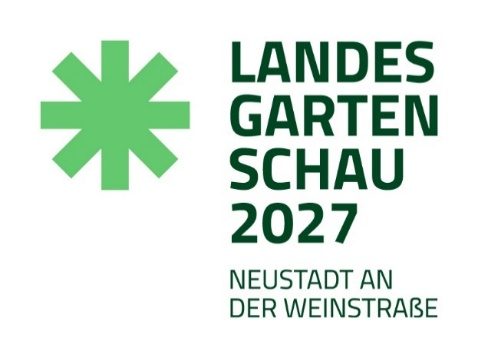 LANDES
GARTEN
SCHAU
2027
NEUSTADT AN
DER WEINSTRAßE